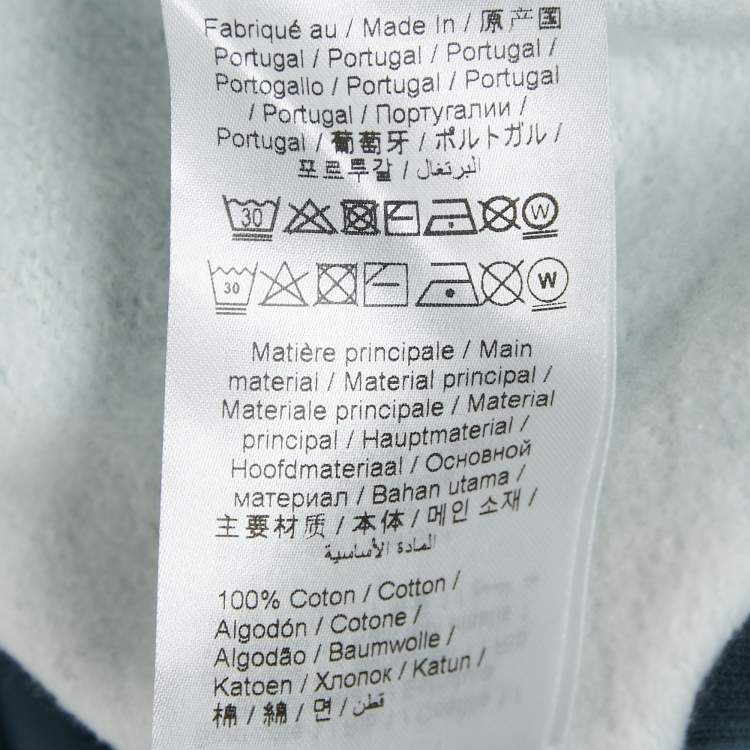 Fabriqué au / Made In / 原产国
Portugal / Portugal / Portugal /
Portogallo / Portugal / Portugal
/ Portugal / Португалии /
Portugal / 葡萄牙 / ポルトガル /
포르투갈 / البرتغال
30 W
30 W
Matière principale / Main
material / Material principal /
Materiale principale / Material
principal / Hauptmaterial /
Hoofdmateriaal / Основной
материал / Bahan utama /
主要材质 / 本体 / 메인 소재 /
المادة الأساسية
100% Coton / Cotton /
Algodón / Cotone /
Algodão / Baumwolle /
Katoen / Хлопок / Katun /
棉 / 綿 / 면 / قطن